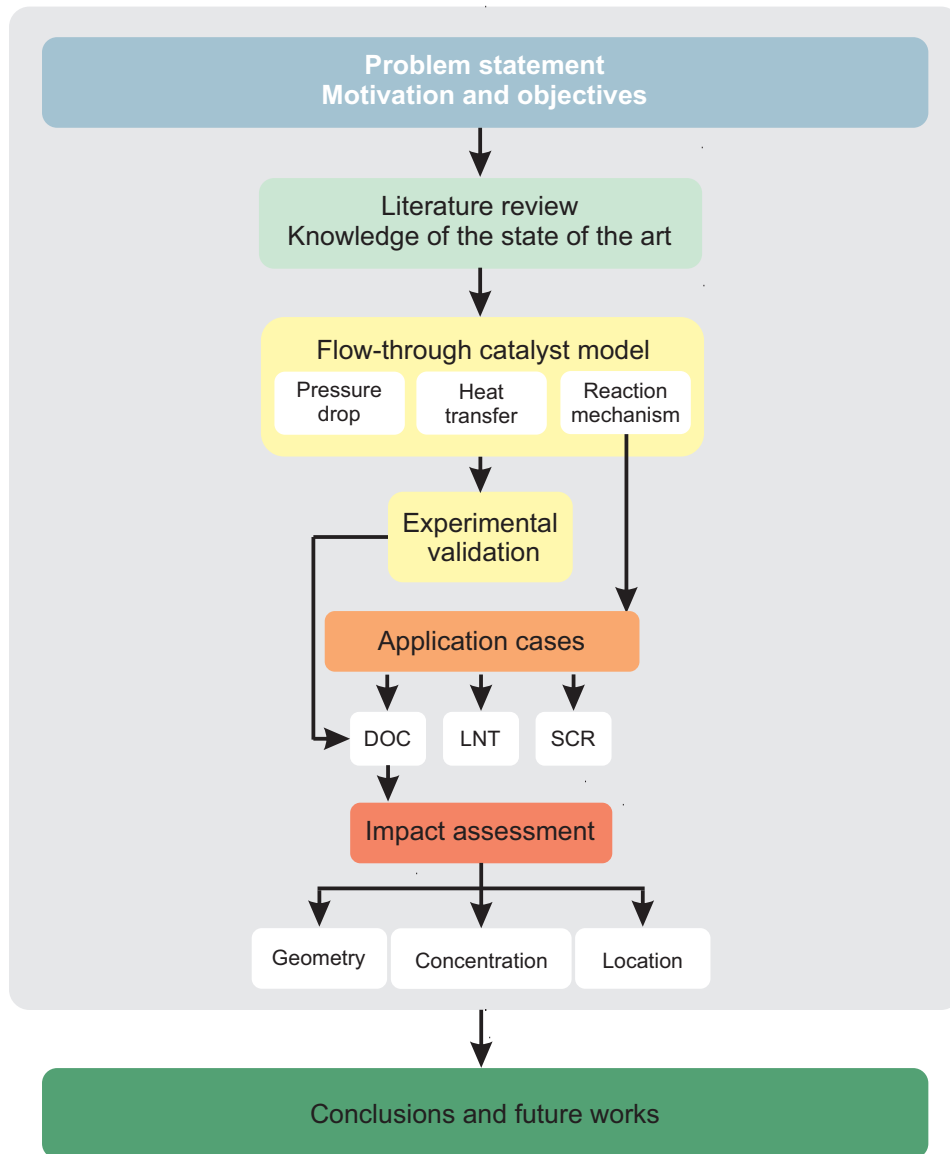 Problem statement
Motivation and objectives
Literature review
Knowledge of the state of the art
Flow-through catalyst model
Pressure
drop
Heat
transfer
Reaction
mechanism
Experimental
validation
Application cases
DOC
LNT
SCR
Impact assessment
Geometry
Concentration
Location
Conclusions and future works